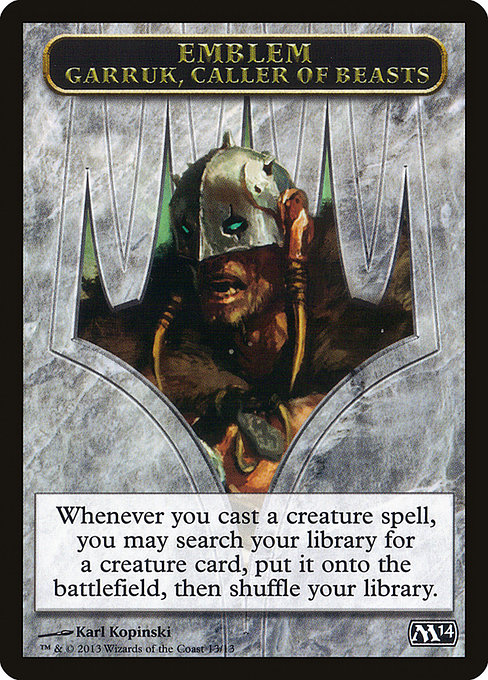 EMBLEM
GARRUK, CALLER OF BEASTS
Whenever you cast a creature spell,
you may search your library for
a creature card, put it onto the
battlefield, then shuffle your library.
Karl Kopinski
M14
™ & © 2013 Wizards of the Coast 13/13